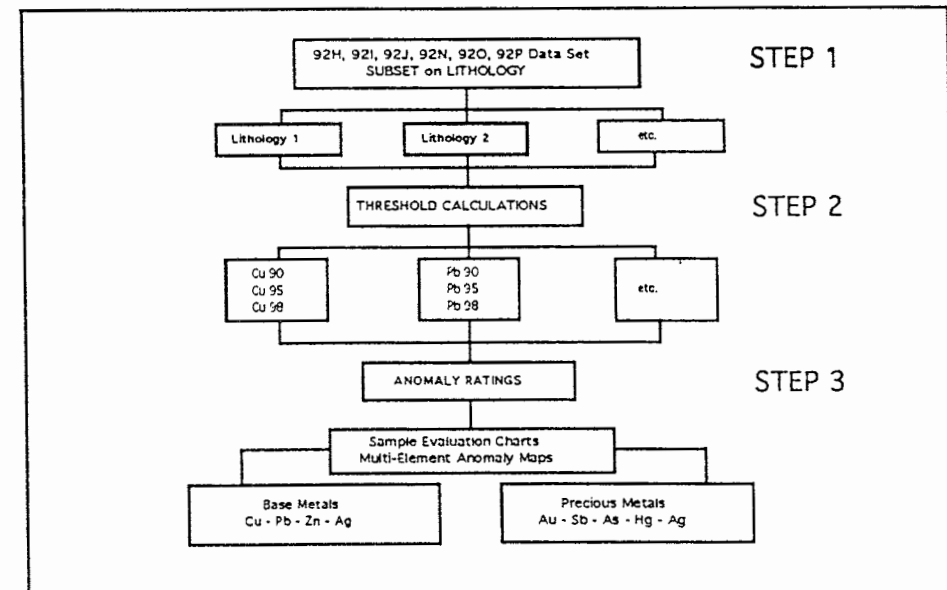 92H, 92I, 92J, 92N, 92O, 92P Data Set
SUBSET on LITHOLOGY
STEP 1
Lithology 1
Lithology 2
etc.
THRESHOLD CALCULATIONS
STEP 2
Cu 90
Cu 95
Cu 98
Pb 90
Pb 95
Pb 98
etc.
ANOMALY RATINGS
STEP 3
Sample Evaluation Charts
Multi-Element Anomaly Maps
Base Metals
Cu - Pb - Zn - Ag
Precious Metals
Au - Sb - As - Hg - Ag